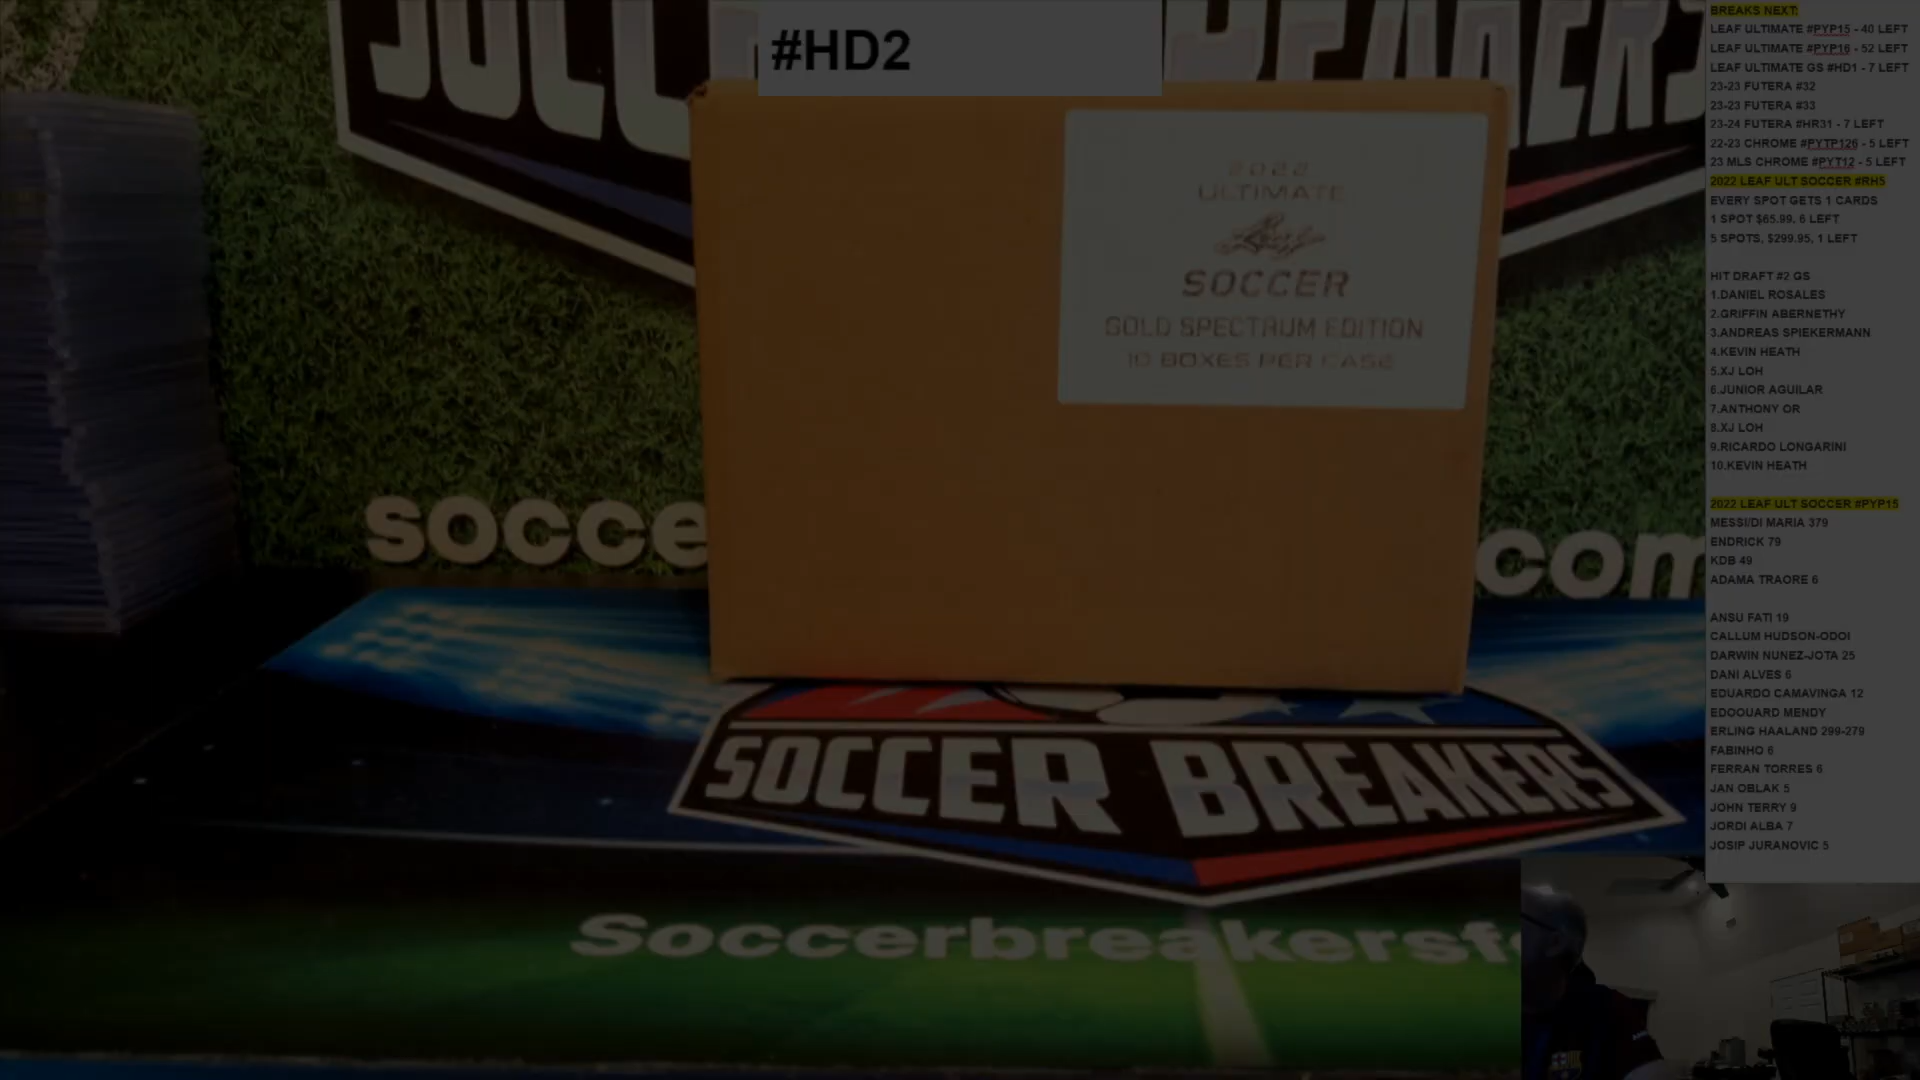 SOCCER BREAKERS
#HD2
2022
ULTIMATE
Leaf
SOCCER
GOLD SPECTRUM EDITION
10 BOXES PER CASE
socce
com
SOCCER BREAKERS
Soccerbreakersf
BREAKS NEXT:
LEAF ULTIMATE #PYP15 - 40 LEFT
LEAF ULTIMATE #PYP16 - 52 LEFT
LEAF ULTIMATE GS #HD1 - 7 LEFT
23-23 FUTERA #32
23-23 FUTERA #33
23-24 FUTERA #HR31 - 7 LEFT
22-23 CHROME #PYTP126 - 5 LEFT
23 MLS CHROME #PYT12 - 5 LEFT
2022 LEAF ULT SOCCER #RH5
EVERY SPOT GETS 1 CARDS
1 SPOT $65.99, 6 LEFT
5 SPOTS, $299.95, 1 LEFT
HIT DRAFT #2 GS
1.DANIEL ROSALES
2.GRIFFIN ABERNETHY
3.ANDREAS SPIEKERMANN
4.KEVIN HEATH
5.XJ LOH
6.JUNIOR AGUILAR
7.ANTHONY OR
8.XJ LOH
9.RICARDO LONGARINI
10.KEVIN HEATH
2022 LEAF ULT SOCCER #PYP15
MESSI/DI MARIA 379
ENDRICK 79
KDB 49
ADAMA TRAORE 6
ANSU FATI 19
CALLUM HUDSON-ODOI
DARWIN NUNEZ-JOTA 25
DANI ALVES 6
EDUARDO CAMAVINGA 12
EDOOUARD MENDY
ERLING HAALAND 299-279
FABINHO 6
FERRAN TORRES 6
JAN OBLAK 5
JOHN TERRY 9
JORDI ALBA 7
JOSIP JURANOVIC 5